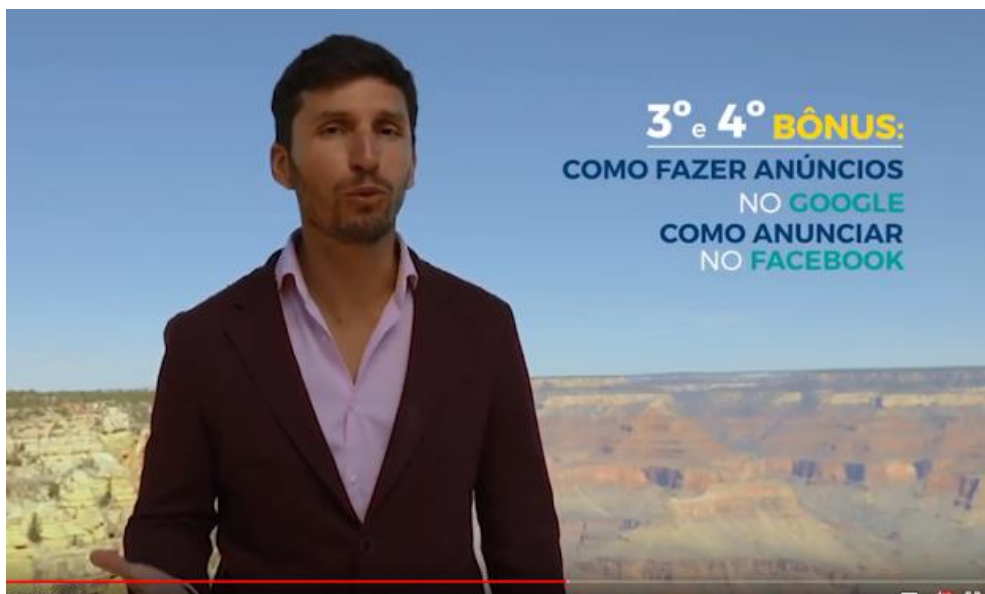 3º e 4º BÔNUS:
COMO FAZER ANÚNCIOS
NO GOOGLE
COMO ANUNCIAR
NO FACEBOOK